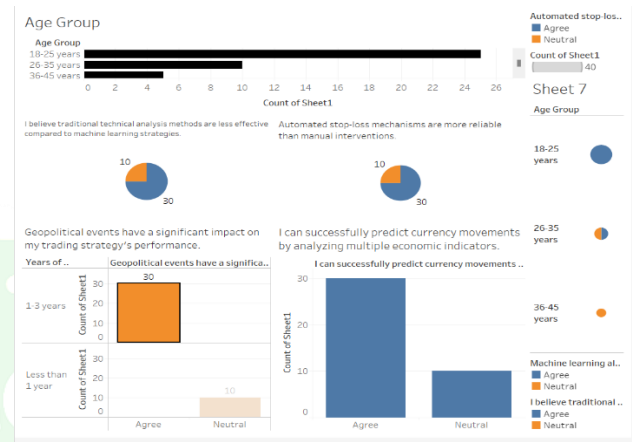 Age Group
Age Group
18-25 years
26-35 years
36-45 years
0 2 4 6 8 10 12 14 16 18 20 22 24 26
Count of Sheet1
Automated stop-los..
Agree
Neutral
Count of Sheet1
40
Sheet 7
Age Group
18-25
years
26-35
years
36-45
years
Machine learning al..
Agree
Neutral
I believe traditional ..
Agree
Neutral
I believe traditional technical analysis methods are less effective
compared to machine learning strategies.
10
30
Automated stop-loss mechanisms are more reliable
than manual interventions.
10
30
Geopolitical events have a significant impact on
my trading strategy's performance.
Years of ..
Geopolitical events have a significa..
1-3 years
Count of Sheet1
30
20
10
0
30
Less than
1 year
Count of Sheet1
30
20
10
0
10
Agree
Neutral
I can successfully predict currency movements
by analyzing multiple economic indicators.
I can successfully predict currency movements ..
Count of Sheet1
30
20
10
0
Agree
Neutral